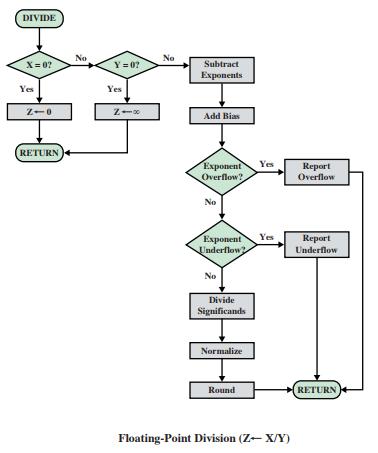 DIVIDE
X = 0?
No
Y = 0?
No
Subtract
Exponents
Yes
Yes
Z←0
Z←∞
Add Bias
RETURN
Exponent
Overflow?
Yes
Report
Overflow
No
Exponent
Underflow?
Yes
Report
Underflow
No
Divide
Significands
Normalize
Round
RETURN
Floating-Point Division (Z← X/Y)